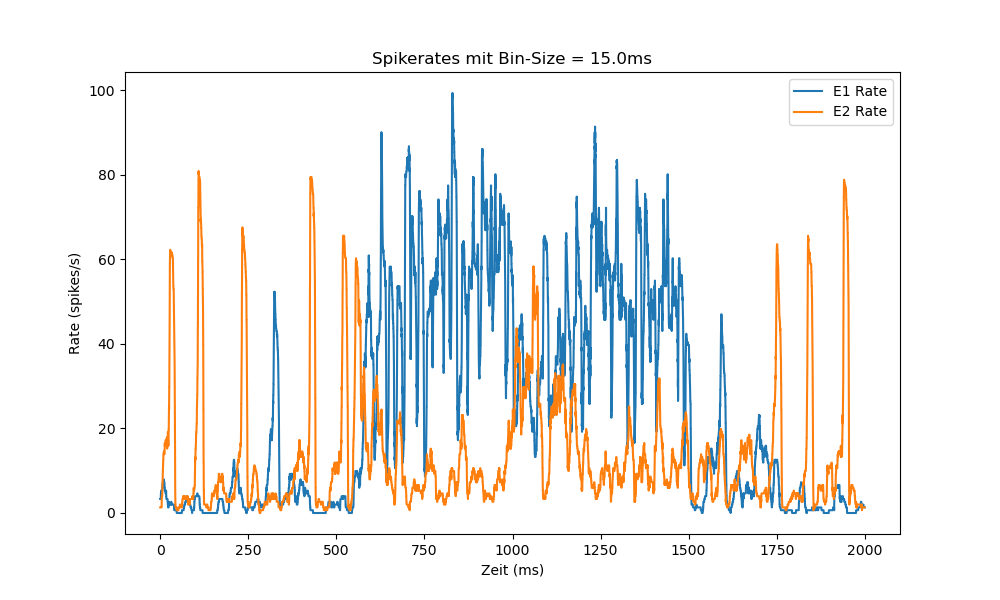 Spikerates mit Bin-Size = 15.0ms
E1 Rate
E2 Rate
100
80
60
40
20
0
Rate (spikes/s)
0 250 500 750 1000 1250 1500 1750 2000
Zeit (ms)